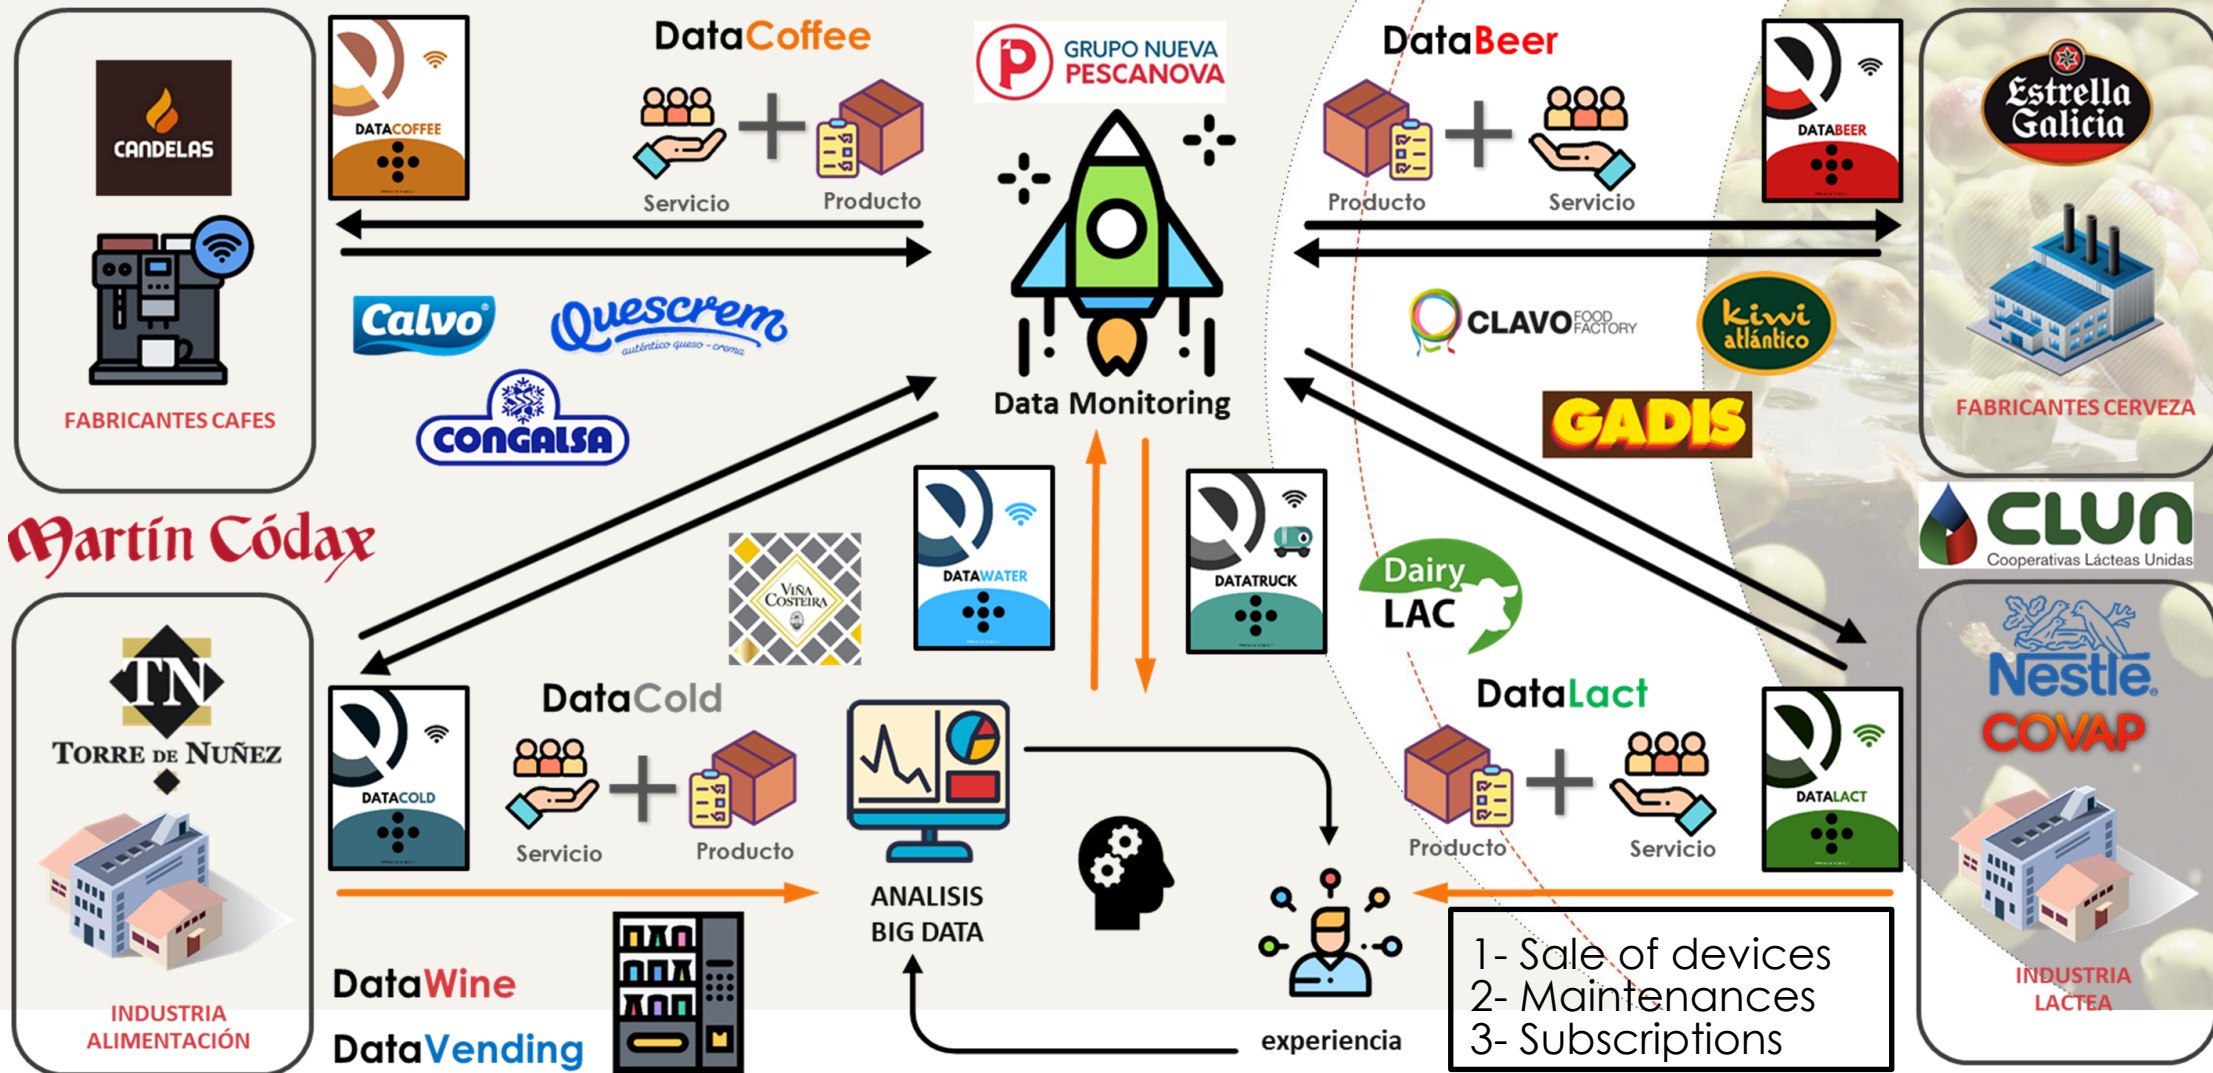 CANDELAS
FABRICANTES CAFES
DATACOFFEE
DataCoffee
Servicio
Producto
GRUPO NUEVA
PESCANOVA
Data Monitoring
DataBeer
Producto
Servicio
DATABEER
Estrella
Galicia
FABRICANTES CERVEZA
Calvo
Quescrem
auténtico queso - crema
CONGALSA
CLAVO FOOD
FACTORY
kiwi
atlántico
GADIS
Martín Códax
VIÑA
COSTEIRA
DATAWATER
DATATRUCK
Dairy
LAC
CLUN
Cooperativas Lácteas Unidas
TN
TORRE DE NUÑEZ
INDUSTRIA
ALIMENTACIÓN
DATACOLD
DataCold
Servicio
Producto
ANALISIS
BIG DATA
experiencia
DataLact
Producto
Servicio
DATALACT
Nestlé
COVAP
INDUSTRIA
LACTEA
DataWine
DataVending
1- Sale of devices
2- Maintenances
3- Subscriptions